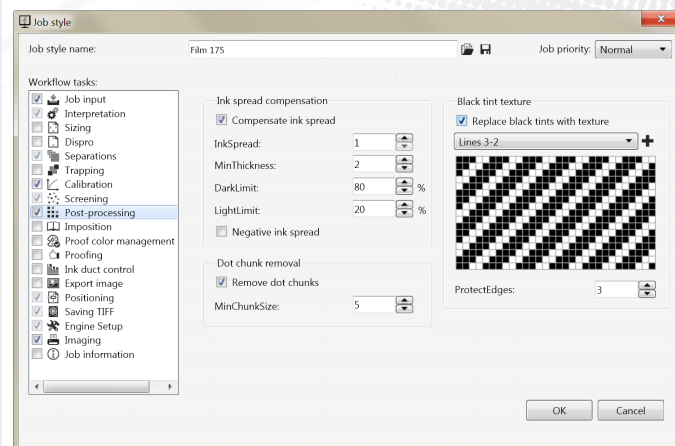 Job style
Job style name:
Film 175
Job priority:
Normal
Workflow tasks:
Job input
Interpretation
Sizing
Dispro
Separations
Trapping
Calibration
Screening
Post-processing
Imposition
Proof color management
Proofing
Ink duct control
Export image
Positioning
Saving TIFF
Engine Setup
Imaging
Job information
Ink spread compensation
Compensate ink spread
InkSpread: 1
MinThickness: 2
DarkLimit: 80 %
LightLimit: 20 %
Negative ink spread
Dot chunk removal
Remove dot chunks
MinChunkSize: 5
Black tint texture
Replace black tints with texture
Lines 3-2
ProtectEdges: 3
OK
Cancel